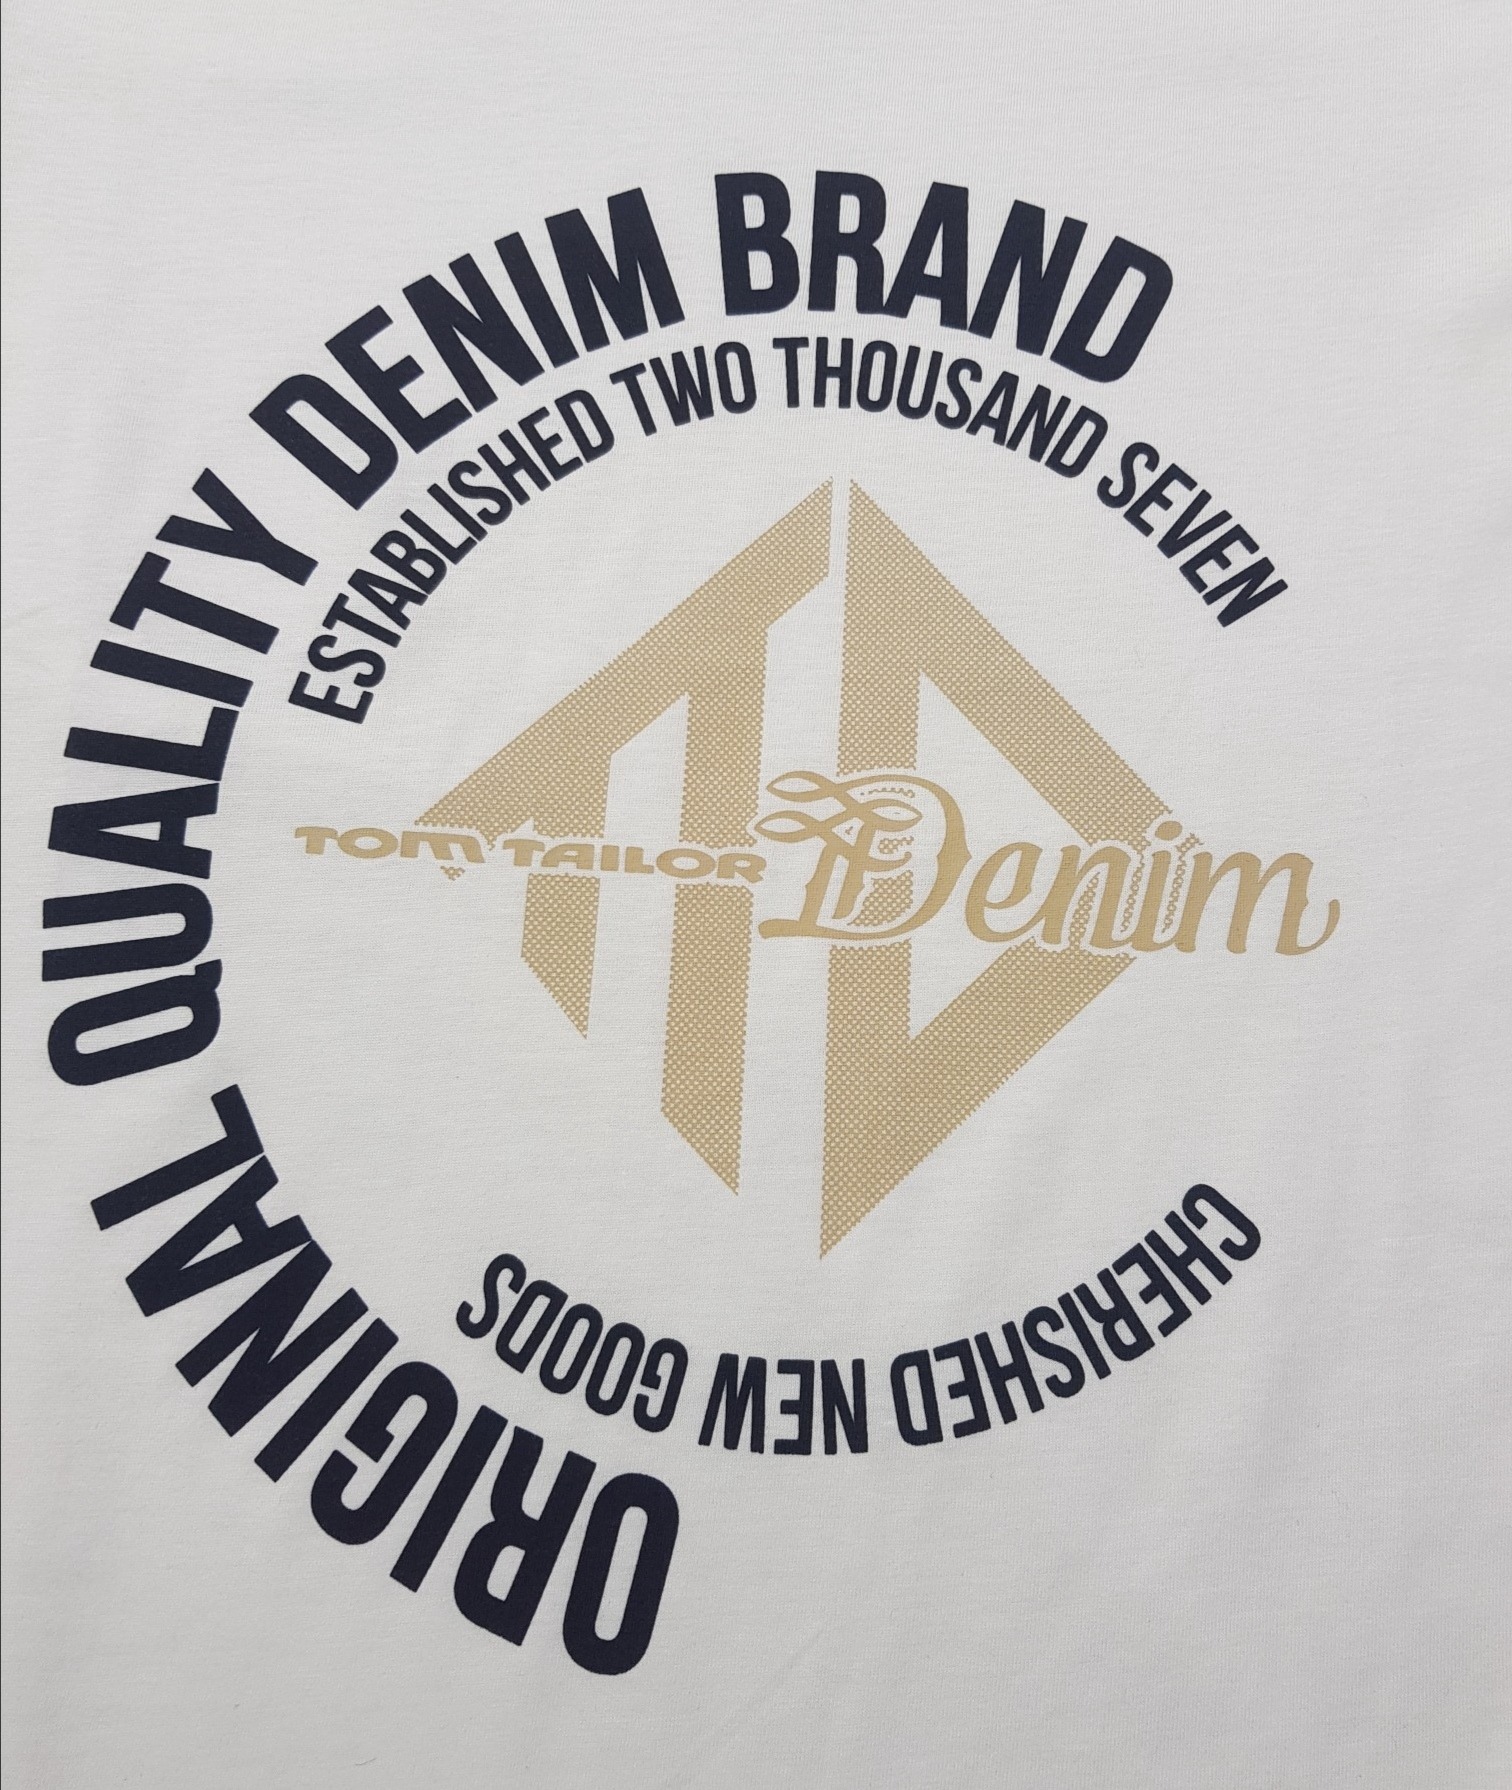 ORIGINAL QUALITY DENIM BRAND
ESTABLISHED TWO THOUSAND SEVEN
TOM TAILOR Denim
CHERISHED NEW GOODS